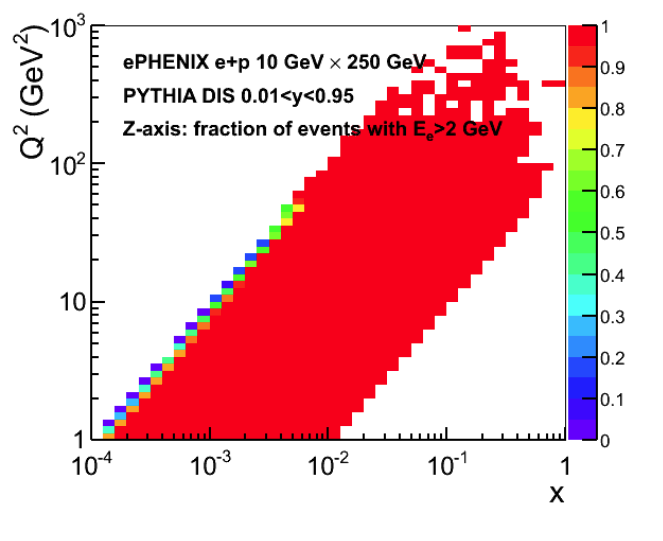 ePHENIX e+p 10 GeV × 250 GeV
PYTHIA DIS 0.01<y<0.95
Z-axis: fraction of events with Ee>2 GeV
Q² (GeV²)
10³
10²
10
1
10⁻⁴ 10⁻³ 10⁻² 10⁻¹ 1
x
1
0.9
0.8
0.7
0.6
0.5
0.4
0.3
0.2
0.1
0